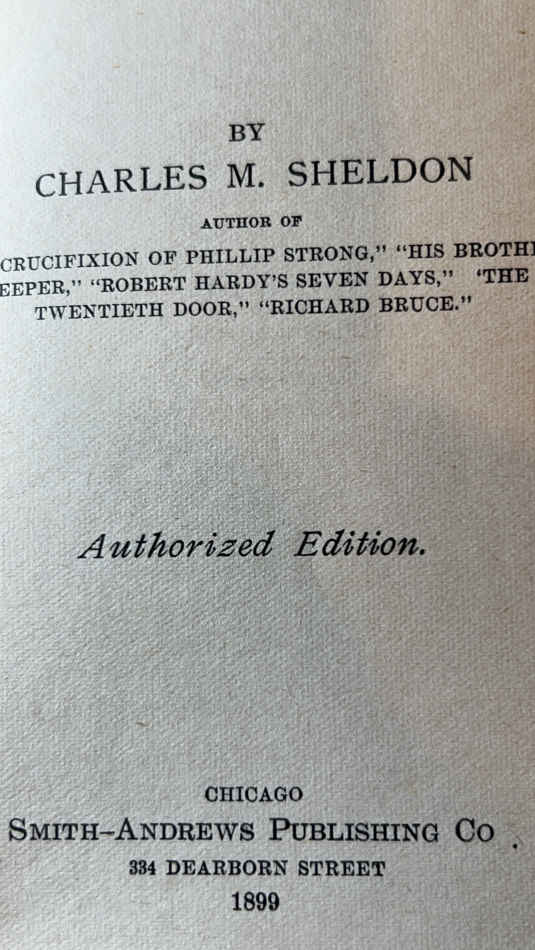 BY
CHARLES M. SHELDON
AUTHOR OF
CRUCIFIXION OF PHILLIP STRONG," "HIS BROTHE
EEPER," "ROBERT HARDY'S SEVEN DAYS," 'THE
TWENTIETH DOOR," "RICHARD BRUCE."
Authorized Edition.
CHICAGO
SMITH-ANDREWS PUBLISHING CO.
334 DEARBORN STREET
1899